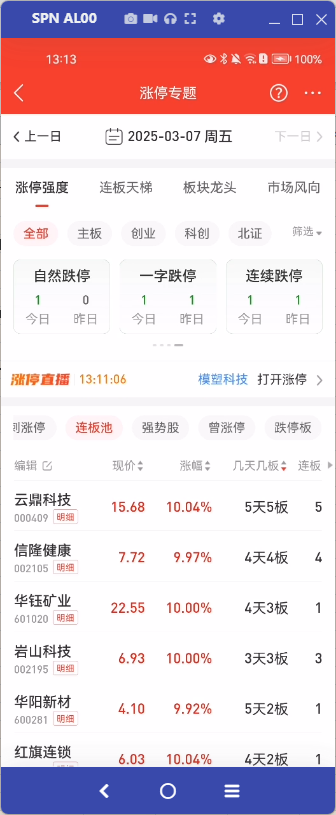 SPN AL00
13:13
100%
涨停专题
上一日
2025-03-07 周五
下一日
涨停强度 连板天梯 板块龙头 市场风向
全部 主板 创业 科创 北证 筛选
自然跌停 一字跌停 连续跌停
1 0 1 1 1 1
今日 昨日 今日 昨日 今日 昨日
涨停直播 13:11:06 模塑科技 打开涨停
涨停 连板池 强势股 曾涨停 跌停板
编辑 现价 涨幅 几天几板 连板
云鼎科技 15.68 10.04% 5天5板 5
000409 明细
信隆健康 7.72 9.97% 4天4板 4
002105 明细
华钰矿业 22.55 10.00% 4天3板 1
601020 明细
岩山科技 6.93 10.00% 3天3板 3
002195 明细
华阳新材 4.10 9.92% 5天2板 1
600281 明细
红旗连锁 6.03 10.04% 4天2板 1